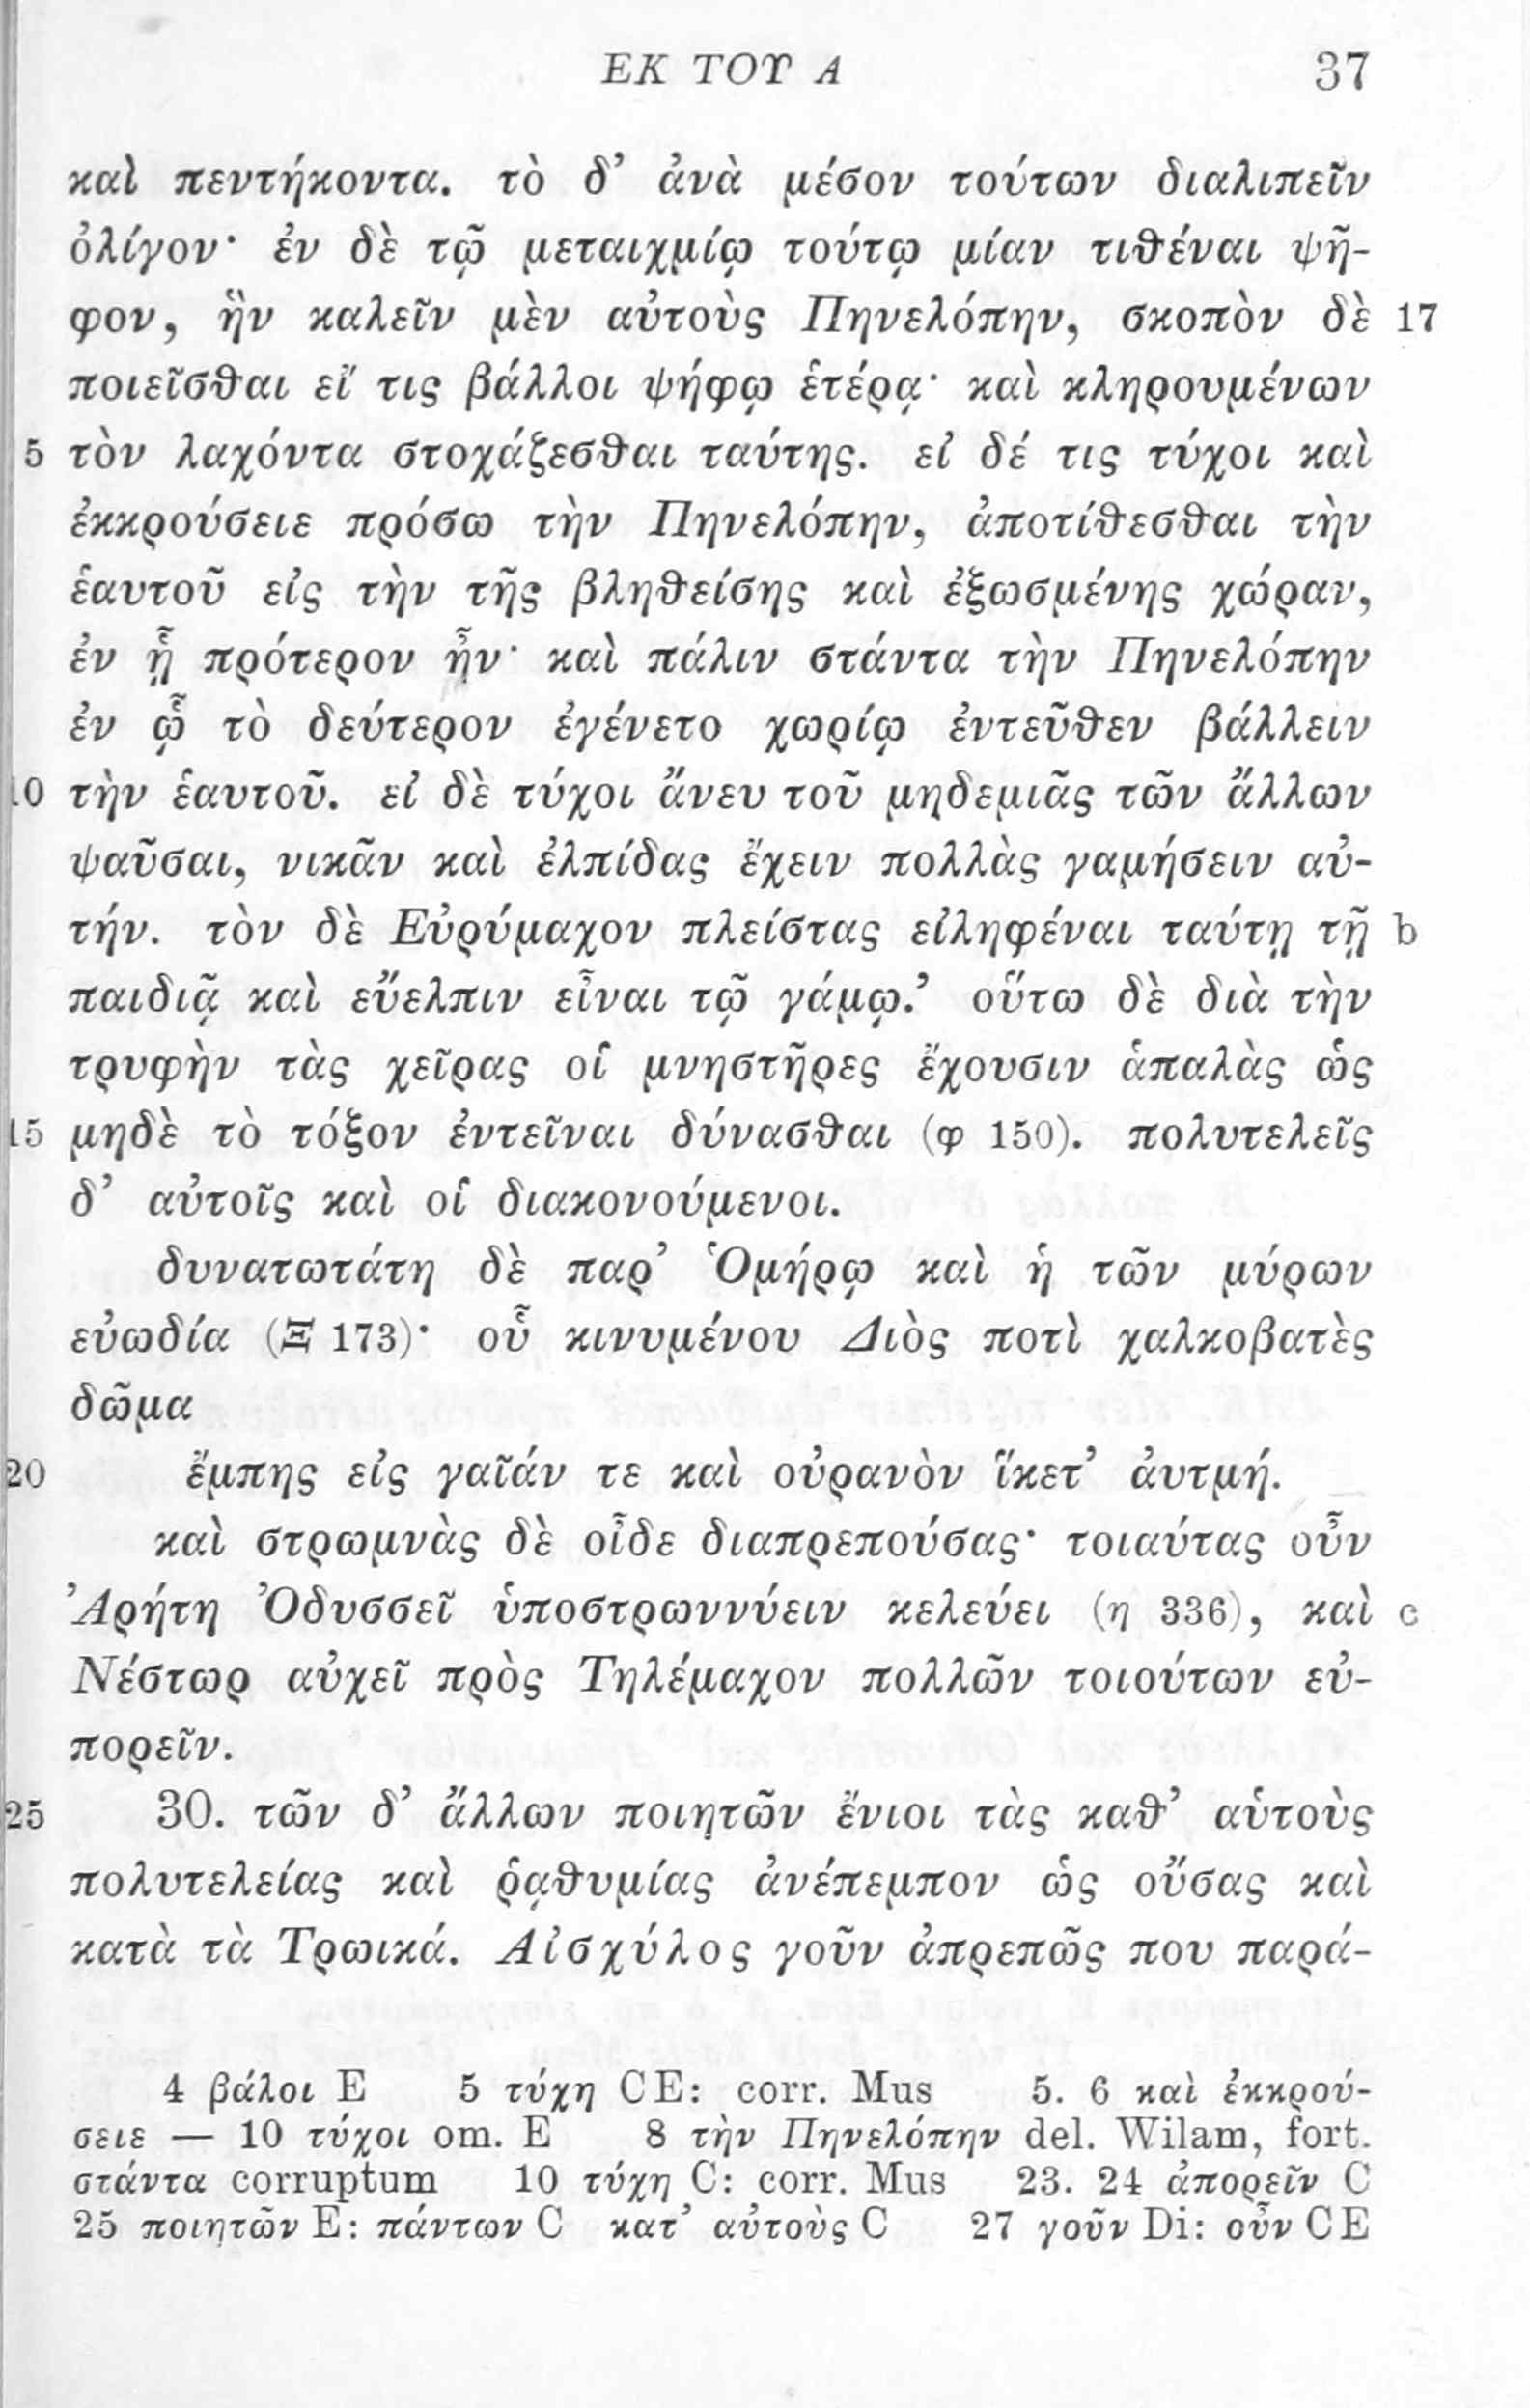 ΕΚ ΤΟΥ Α 37
καὶ πεντήκοντα. τὸ δ’ ἀνὰ μέσον τούτων διαλιπεῖν
ὀλίγον· ἐν δὲ τῷ μεταιχμίῳ τούτῳ μίαν τιθέναι ψῆ-
φον, ἣν καλεῖν μὲν αὐτοὺς Πηνελόπην, σκοπὸν δὲ 17
ποιεῖσθαι εἴ τις βάλλοι ψήφῳ ἑτέρᾳ· καὶ κληρουμένων
5 τὸν λαχόντα στοχάζεσθαι ταύτης. εἰ δέ τις τύχοι καὶ
ἐκκρούσειε πρόσω τὴν Πηνελόπην, ἀποτίθεσθαι τὴν
ἑαυτοῦ εἰς τὴν τῆς βληθείσης καὶ ἐξωσμένης χώραν,
ἐν ᾗ πρότερον ἦν· καὶ πάλιν στάντα τὴν Πηνελόπην
ἐν ᾧ τὸ δεύτερον ἐγένετο χωρίῳ ἐντεῦθεν βάλλειν
10 τὴν ἑαυτοῦ. εἰ δὲ τύχοι ἄνευ τοῦ μηδεμιᾶς τῶν ἄλλων
ψαῦσαι, νικᾶν καὶ ἐλπίδας ἔχειν πολλὰς γαμήσειν αὐ-
τήν. τὸν δὲ Εὐρύμαχον πλείστας εἰληφέναι ταύτῃ τῇ b
παιδιᾷ καὶ εὔελπιν εἶναι τῷ γάμῳ.’ οὕτω δὲ διὰ τὴν
τρυφὴν τὰς χεῖρας οἱ μνηστῆρες ἔχουσιν ἁπαλὰς ὡς
15 μηδὲ τὸ τόξον ἐντεῖναι δύνασθαι (φ 150). πολυτελεῖς
δ’ αὐτοῖς καὶ οἱ διακονούμενοι.
δυνατωτάτη δὲ παρ’ Ὁμήρῳ καὶ ἡ τῶν μύρων
εὐωδία (Ξ 173)· οὗ κινυμένου Διὸς ποτὶ χαλκοβατὲς
δῶμα
20 ἔμπης εἰς γαῖάν τε καὶ οὐρανὸν ἵκετ’ ἀυτμή.
καὶ στρωμνὰς δὲ οἶδε διαπρεπούσας· τοιαύτας οὖν
Ἀρήτη Ὀδυσσεῖ ὑποστρωννύειν κελεύει (η 336), καὶ c
Νέστωρ αὐχεῖ πρὸς Τηλέμαχον πολλῶν τοιούτων εὐ-
πορεῖν.
25 30. τῶν δ’ ἄλλων ποιητῶν ἔνιοι τὰς καθ’ αὑτοὺς
πολυτελείας καὶ ῥᾳθυμίας ἀνέπεμπον ὡς οὔσας καὶ
κατὰ τὰ Τρωικά. Αἰσχύλος γοῦν ἀπρεπῶς που παρά-
4 βάλοι E 5 τύχη CE: corr. Mus 5. 6 καὶ ἐκκρού-
σειε — 10 τύχοι om. E 8 τὴν Πηνελόπην del. Wilam, fort.
στάντα corruptum 10 τύχη C: corr. Mus 23. 24 ἀπορεῖν C
25 ποιητῶν E: πάντων C κατ’ αὐτοὺς C 27 γοῦν Di: οὖν CE